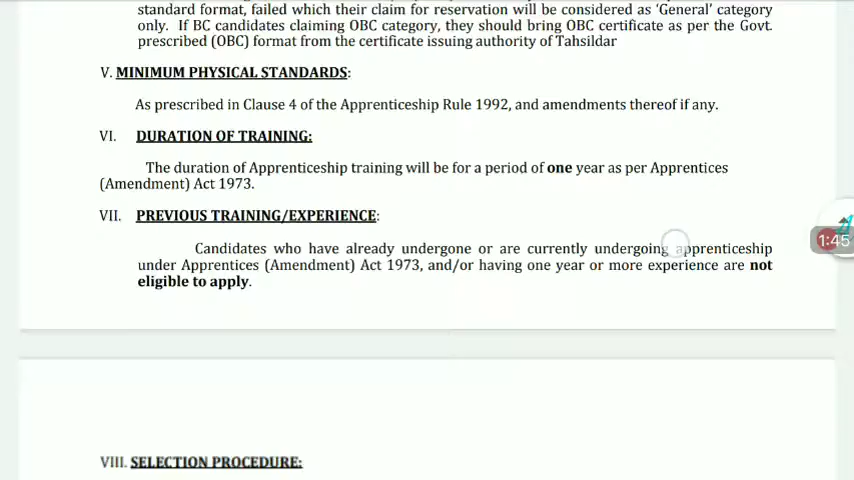 standard format, failed which their claim for reservation will be considered as 'General' category
only. If BC candidates claiming OBC category, they should bring OBC certificate as per the Govt.
prescribed (OBC) format from the certificate issuing authority of Tahsildar
V. MINIMUM PHYSICAL STANDARDS:
As prescribed in Clause 4 of the Apprenticeship Rule 1992, and amendments thereof if any.
VI. DURATION OF TRAINING:
The duration of Apprenticeship training will be for a period of one year as per Apprentices
(Amendment) Act 1973.
VII. PREVIOUS TRAINING/EXPERIENCE:
1:45
Candidates who have already undergone or are currently undergoing apprenticeship
under Apprentices (Amendment) Act 1973, and/or having one year or more experience are not
eligible to apply.
VIII. SELECTION PROCEDURE: